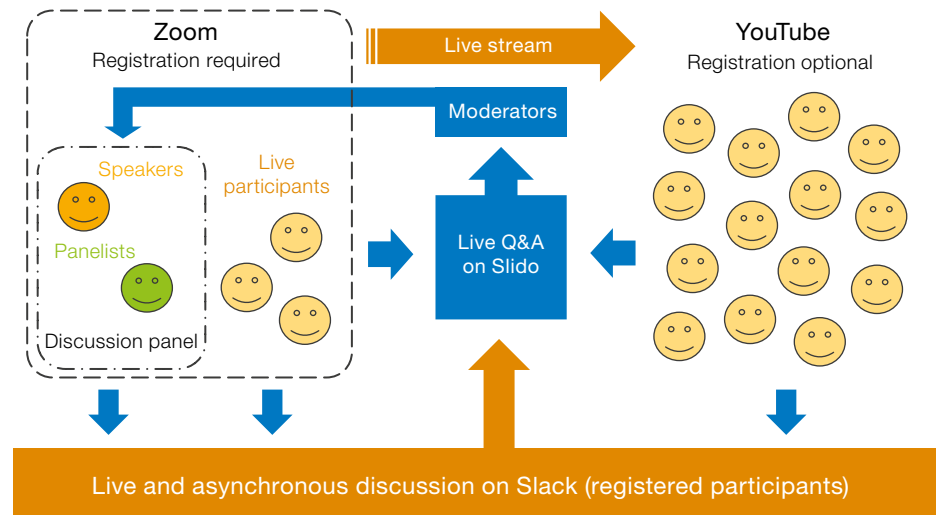 Zoom
Registration required
Live stream
YouTube
Registration optional
Moderators
Speakers
Live
participants
Panelists
Live Q&A
on Slido
Discussion panel
Live and asynchronous discussion on Slack (registered participants)